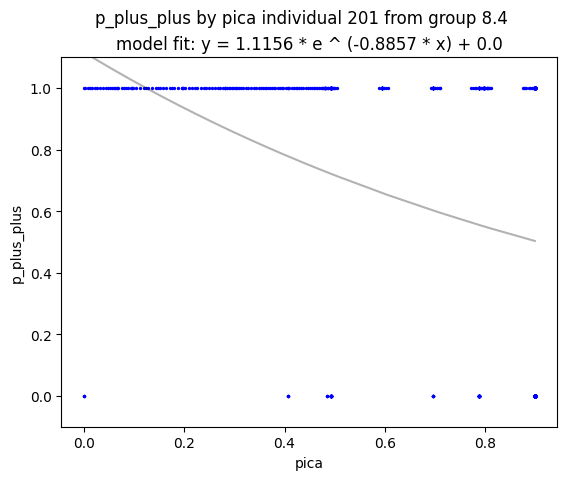 p_plus_plus by pica individual 201 from group 8.4
model fit: y = 1.1156 * e ^ (-0.8857 * x) + 0.0
1.0
0.8
0.6
0.4
0.2
0.0
p_plus_plus
0.0 0.2 0.4 0.6 0.8
pica